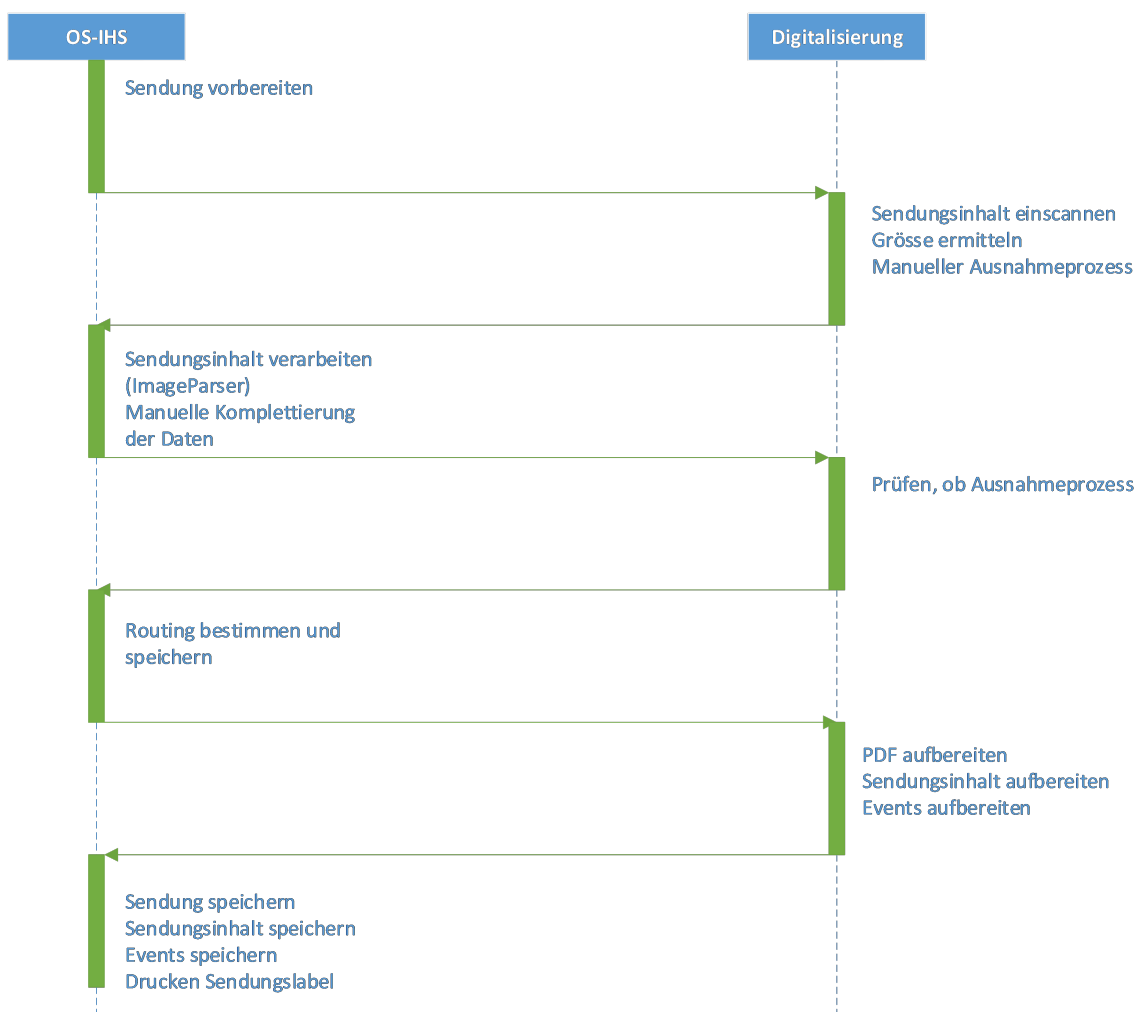 OS-IHS
Digitalisierung
Sendung vorbereiten
Sendungsinhalt einscannen
Grösse ermitteln
Manueller Ausnahmeprozess
Sendungsinhalt verarbeiten
(ImageParser)
Manuelle Komplettierung
der Daten
Prüfen, ob Ausnahmeprozess
Routing bestimmen und
speichern
PDF aufbereiten
Sendungsinhalt aufbereiten
Events aufbereiten
Sendung speichern
Sendungsinhalt speichern
Events speichern
Drucken Sendungslabel